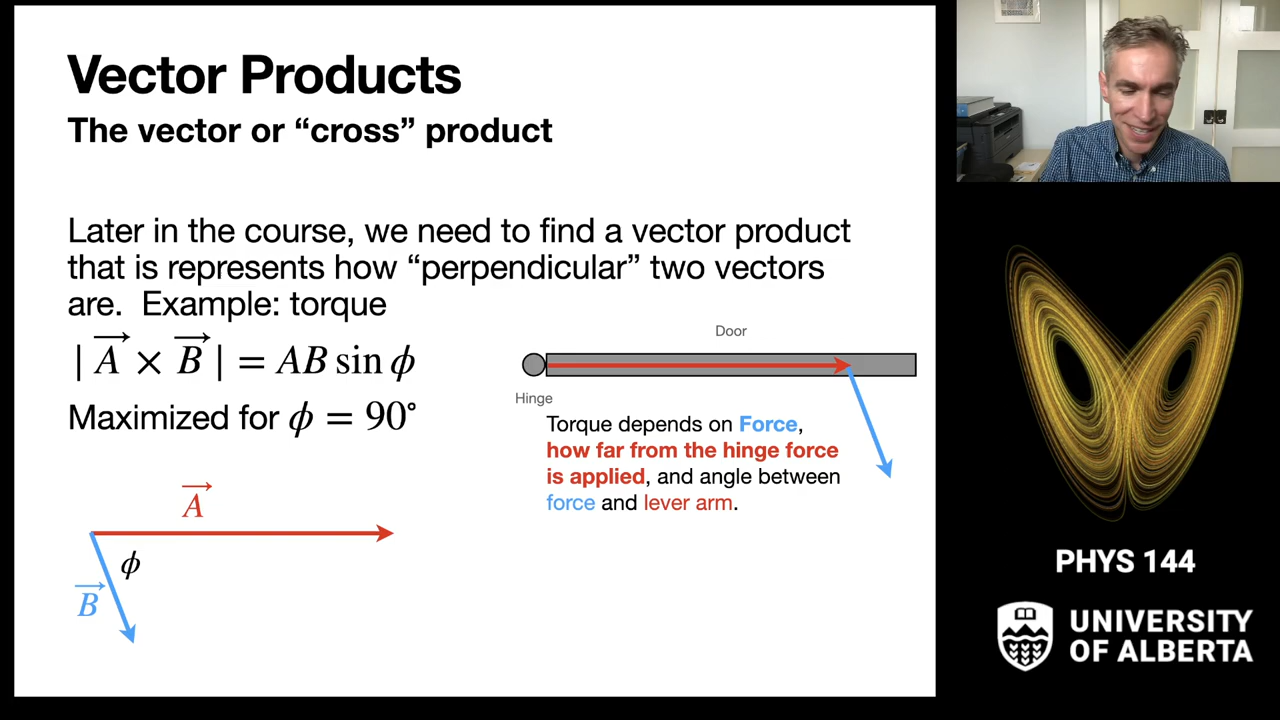 Vector Products
The vector or “cross” product
Later in the course, we need to find a vector product
that is represents how “perpendicular” two vectors
are. Example: torque
| A⃗ × B⃗ | = AB sin ϕ
Maximized for ϕ = 90°
A⃗
ϕ
B⃗
Door
Hinge
Torque depends on Force,
how far from the hinge force
is applied, and angle between
force and lever arm.
PHYS 144
UNIVERSITY
OF ALBERTA